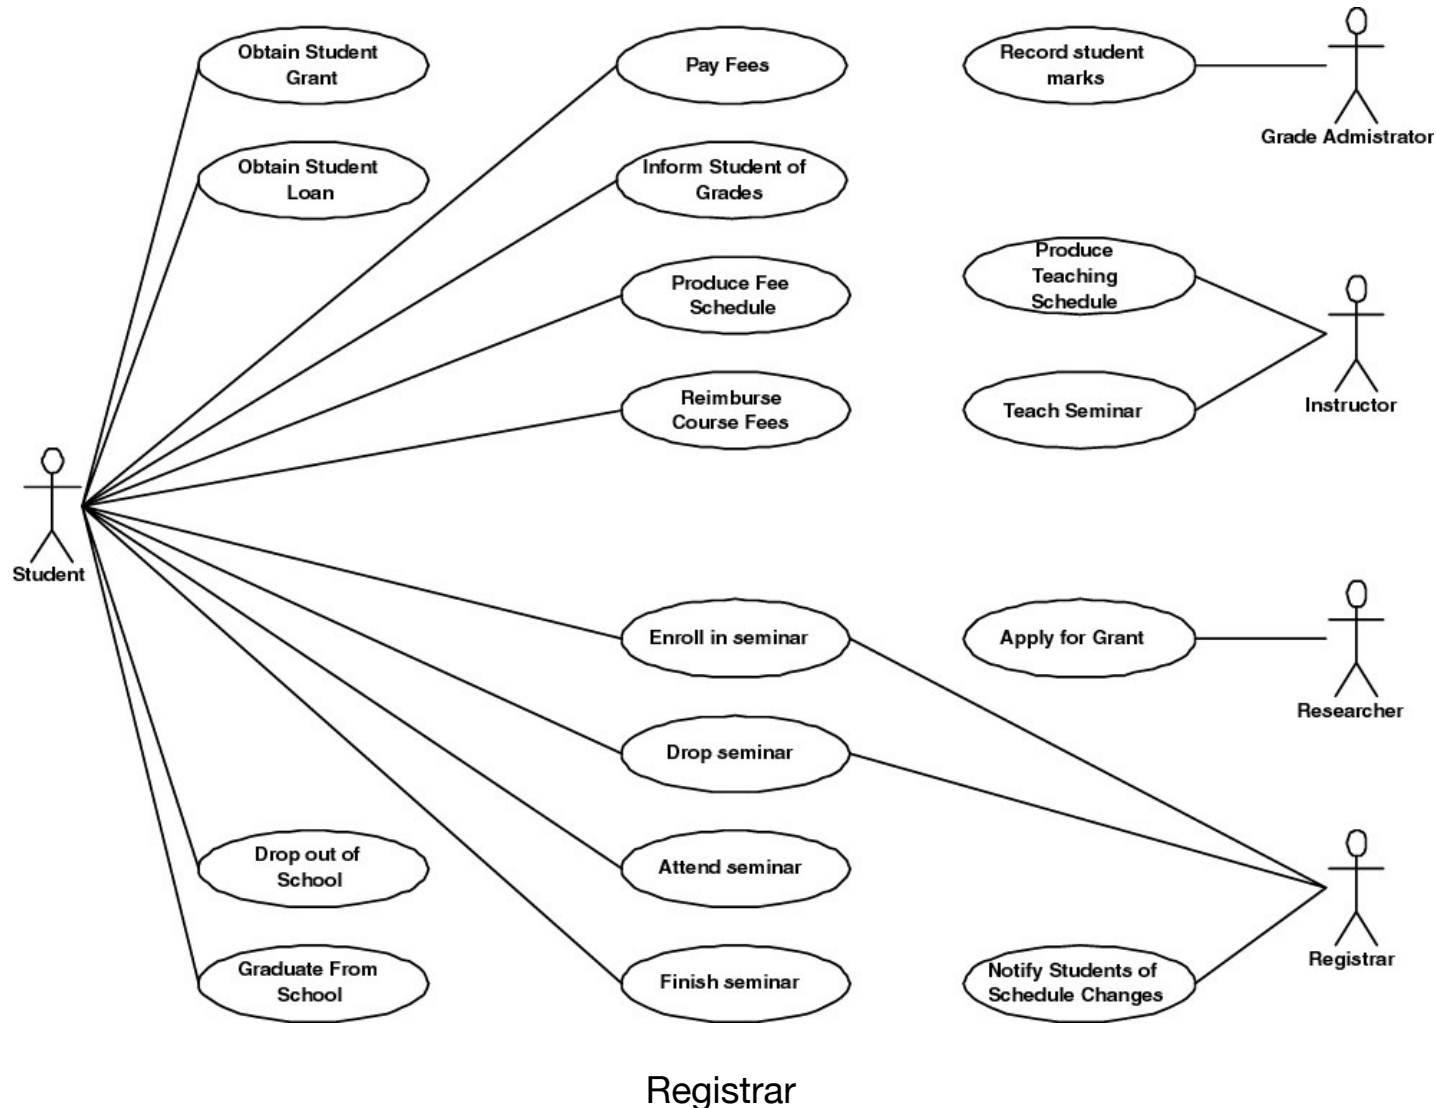 Obtain Student
Grant
Pay Fees
Record student
marks
Grade Admistrator
Obtain Student
Loan
Inform Student of
Grades
Produce
Teaching
Schedule
Produce Fee
Schedule
Reimburse
Course Fees
Teach Seminar
Instructor
Student
Enroll in seminar
Apply for Grant
Researcher
Drop seminar
Drop out of
School
Attend seminar
Registrar
Graduate From
School
Finish seminar
Notify Students of
Schedule Changes
Registrar